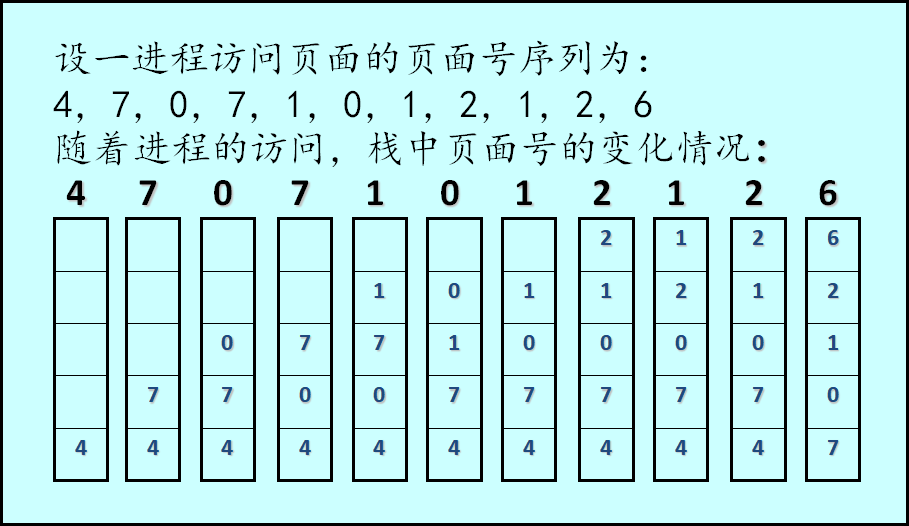 设一进程访问页面的页面号序列为：
4, 7, 0, 7, 1, 0, 1, 2, 1, 2, 6
随着进程的访问，栈中页面号的变化情况：
4 7 0 7 1 0 1 2 1 2 6
2 1 2 6
1 0 1 1 2 1 2
0 7 7 1 0 0 0 0 1
7 7 0 0 7 7 7 7 7 0
4 4 4 4 4 4 4 4 4 4 7